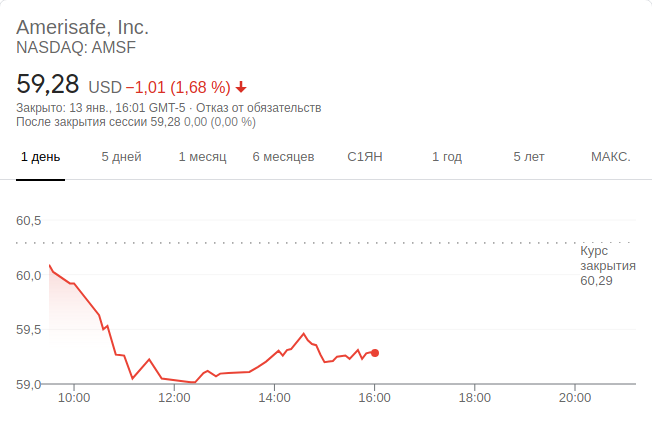 Amerisafe, Inc.
NASDAQ: AMSF
59,28 USD −1,01 (1,68 %)
Закрыто: 13 янв., 16:01 GMT-5 · Отказ от обязательств
После закрытия сессии 59,28 0,00 (0,00 %)
1 день 5 дней 1 месяц 6 месяцев С1ЯН 1 год 5 лет МАКС.
60,5
Курс
закрытия
60,29
60,0
59.5
59,0
10:00 12:00 14:00 16:00 18:00 20:00